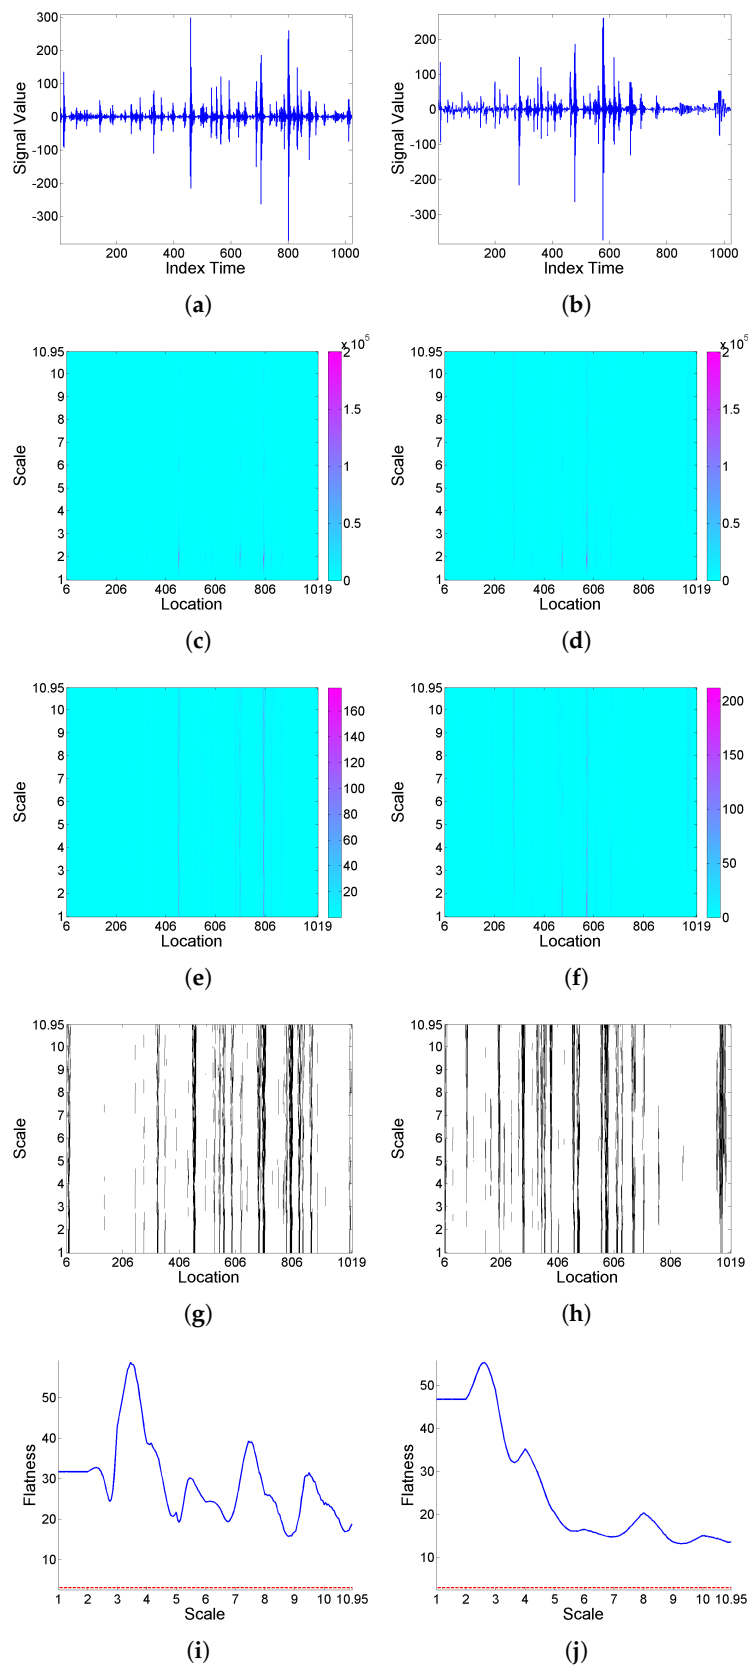 300
200
100
0
-100
-200
-300
Signal Value
200 400 600 800 1000
Index Time
(a)
200
100
0
-100
-200
-300
Signal Value
200 400 600 800 1000
Index Time
(b)
10.95
10
9
8
7
6
5
4
3
2
1
Scale
6 206 406 606 806 1019
Location
x 10^5
2
1.5
1
0.5
0
(c)
10.95
10
9
8
7
6
5
4
3
2
1
Scale
6 206 406 606 806 1019
Location
x 10^5
2
1.5
1
0.5
0
(d)
10.95
10
9
8
7
6
5
4
3
2
1
Scale
6 206 406 606 806 1019
Location
160
140
120
100
80
60
40
20
(e)
10.95
10
9
8
7
6
5
4
3
2
1
Scale
6 206 406 606 806 1019
Location
200
150
100
50
0
(f)
10.95
10
9
8
7
6
5
4
3
2
1
Scale
6 206 406 606 806 1019
Location
(g)
10.95
10
9
8
7
6
5
4
3
2
1
Scale
6 206 406 606 806 1019
Location
(h)
50
40
30
20
10
Flatness
1 2 3 4 5 6 7 8 9 10 10.95
Scale
(i)
50
40
30
20
10
Flatness
1 2 3 4 5 6 7 8 9 10 10.95
Scale
(j)